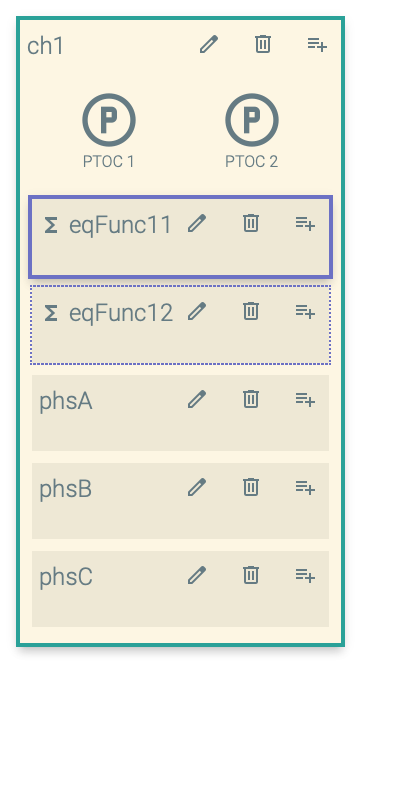 ch1
P P
PTOC 1 PTOC 2
Σ eqFunc11
Σ eqFunc12
phsA
phsB
phsC